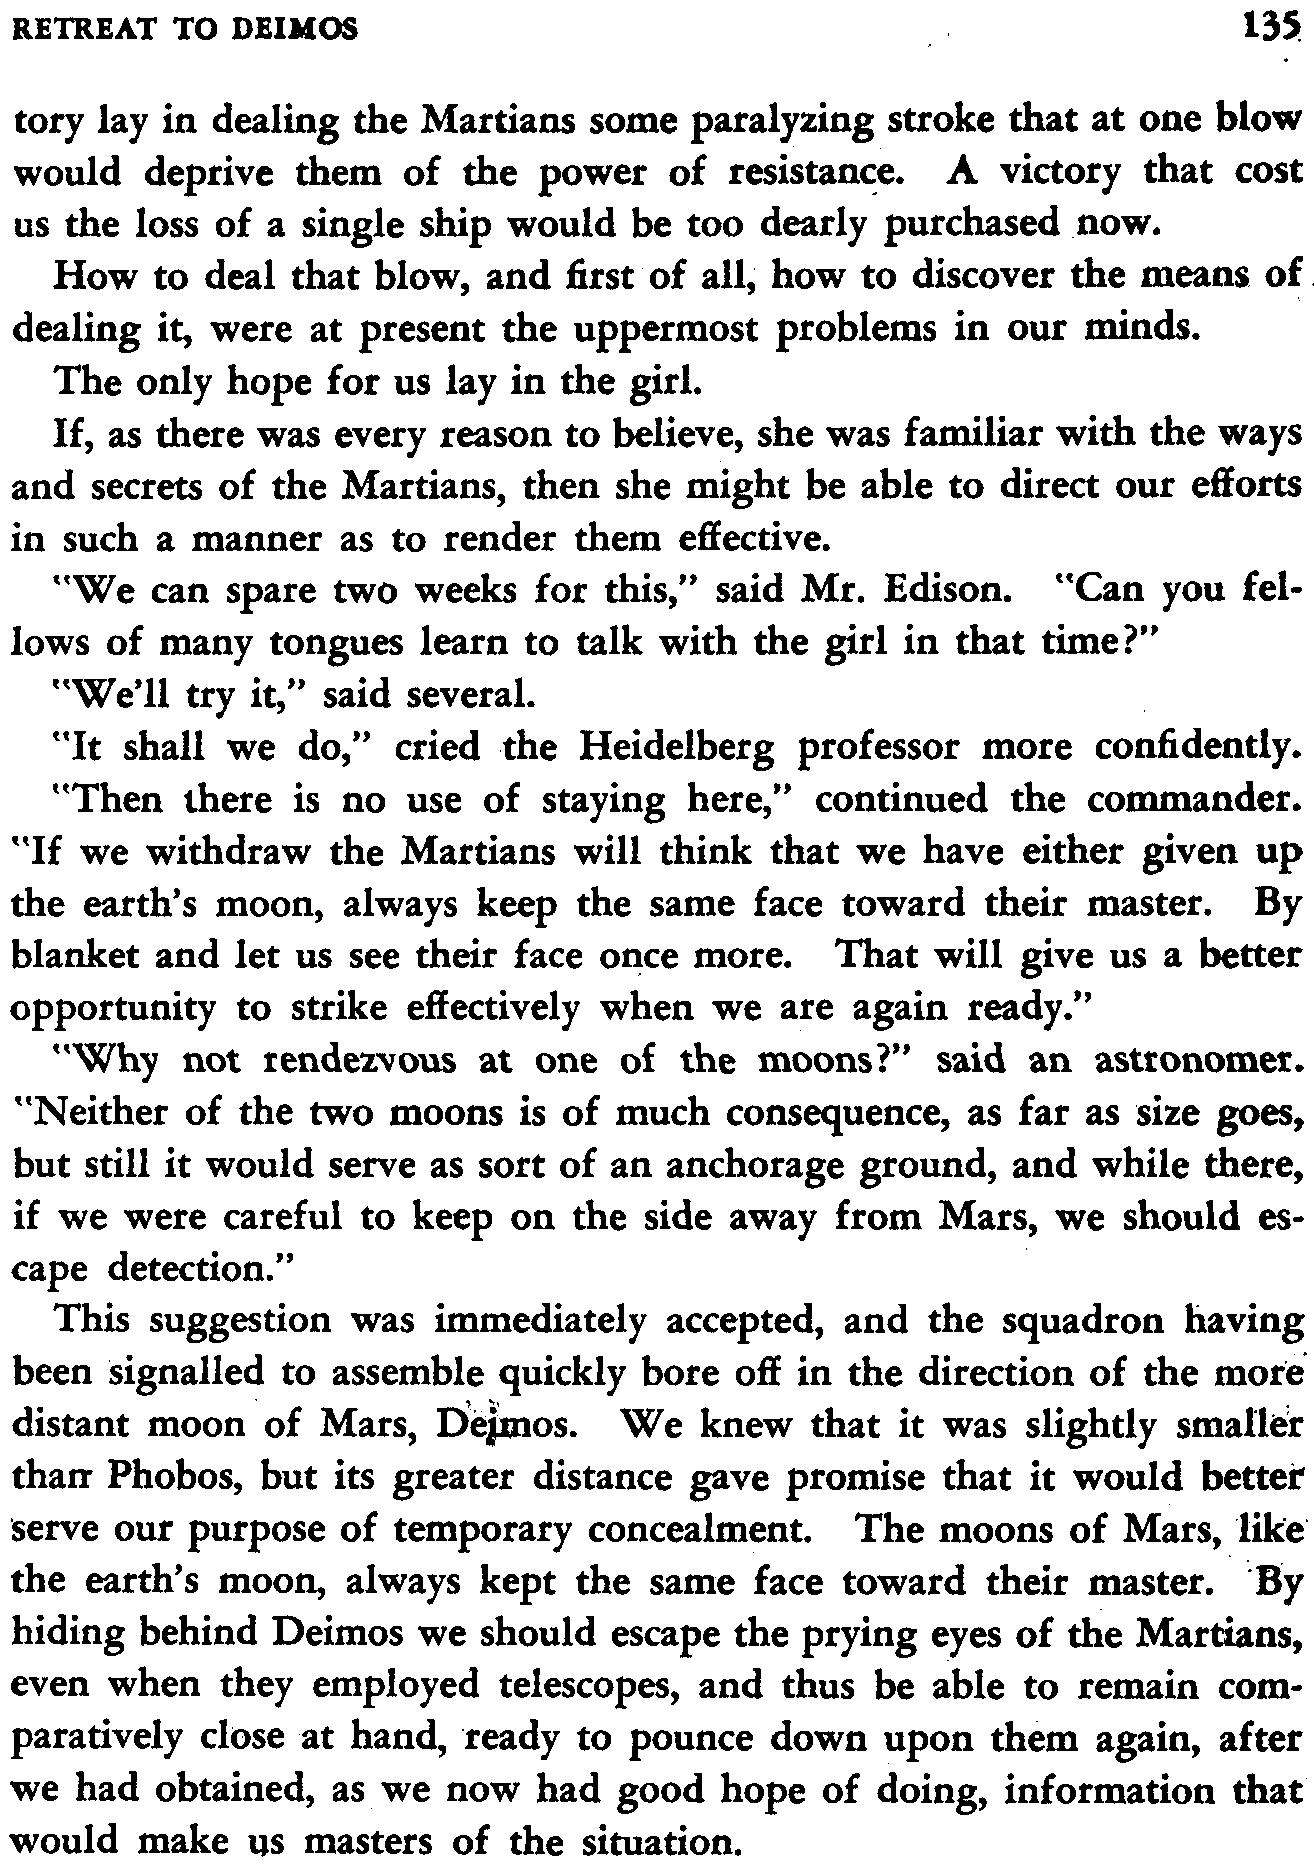 RETREAT TO DEIMOS 135
tory lay in dealing the Martians some paralyzing stroke that at one blow
would deprive them of the power of resistance. A victory that cost
us the loss of a single ship would be too dearly purchased now.
How to deal that blow, and first of all, how to discover the means of
dealing it, were at present the uppermost problems in our minds.
The only hope for us lay in the girl.
If, as there was every reason to believe, she was familiar with the ways
and secrets of the Martians, then she might be able to direct our efforts
in such a manner as to render them effective.
"We can spare two weeks for this," said Mr. Edison. "Can you fel-
lows of many tongues learn to talk with the girl in that time?"
"We'll try it," said several.
"It shall we do," cried the Heidelberg professor more confidently.
"Then there is no use of staying here," continued the commander.
"If we withdraw the Martians will think that we have either given up
the earth's moon, always keep the same face toward their master. By
blanket and let us see their face once more. That will give us a better
opportunity to strike effectively when we are again ready."
"Why not rendezvous at one of the moons?" said an astronomer.
"Neither of the two moons is of much consequence, as far as size goes,
but still it would serve as sort of an anchorage ground, and while there,
if we were careful to keep on the side away from Mars, we should es-
cape detection."
This suggestion was immediately accepted, and the squadron having
been signalled to assemble quickly bore off in the direction of the more
distant moon of Mars, Deimos. We knew that it was slightly smaller
than Phobos, but its greater distance gave promise that it would better
serve our purpose of temporary concealment. The moons of Mars, like
the earth's moon, always kept the same face toward their master. By
hiding behind Deimos we should escape the prying eyes of the Martians,
even when they employed telescopes, and thus be able to remain com-
paratively close at hand, ready to pounce down upon them again, after
we had obtained, as we now had good hope of doing, information that
would make us masters of the situation.